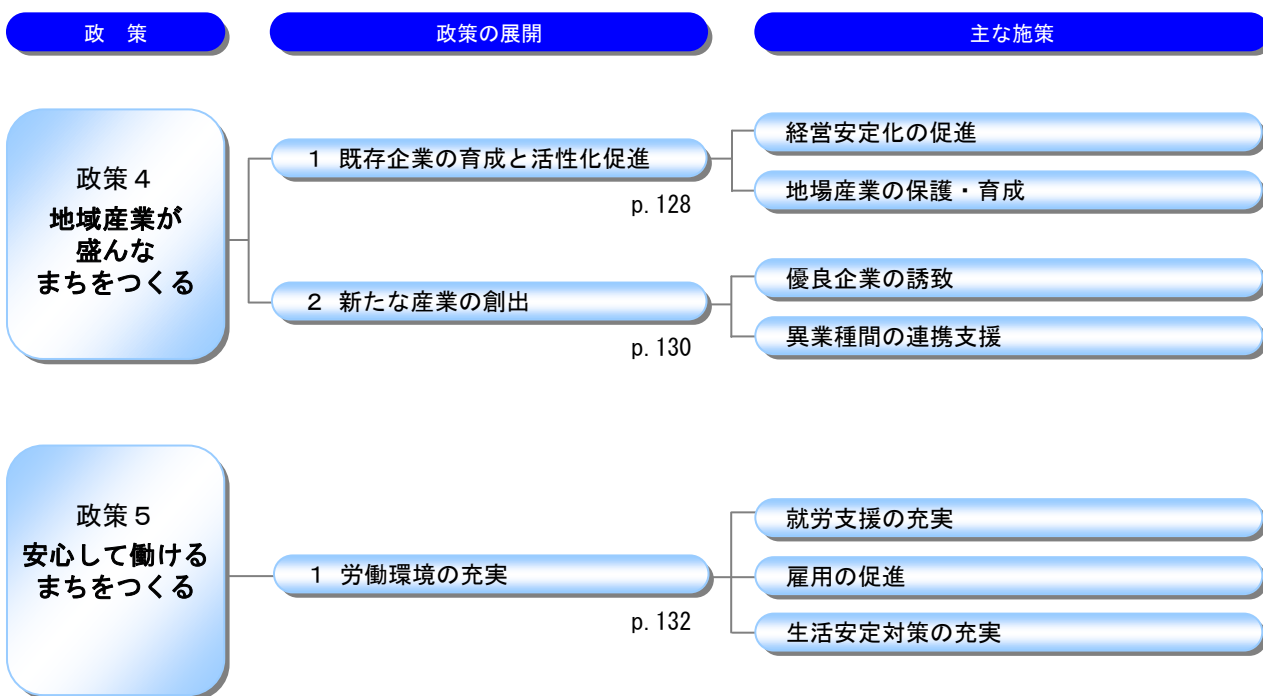 政　策
政策の展開
主な施策
政策４
地域産業が
盛んな
まちをつくる
１ 既存企業の育成と活性化促進
p. 128
経営安定化の促進
地場産業の保護・育成
２ 新たな産業の創出
p. 130
優良企業の誘致
異業種間の連携支援
政策５
安心して働ける
まちをつくる
１ 労働環境の充実
p. 132
就労支援の充実
雇用の促進
生活安定対策の充実